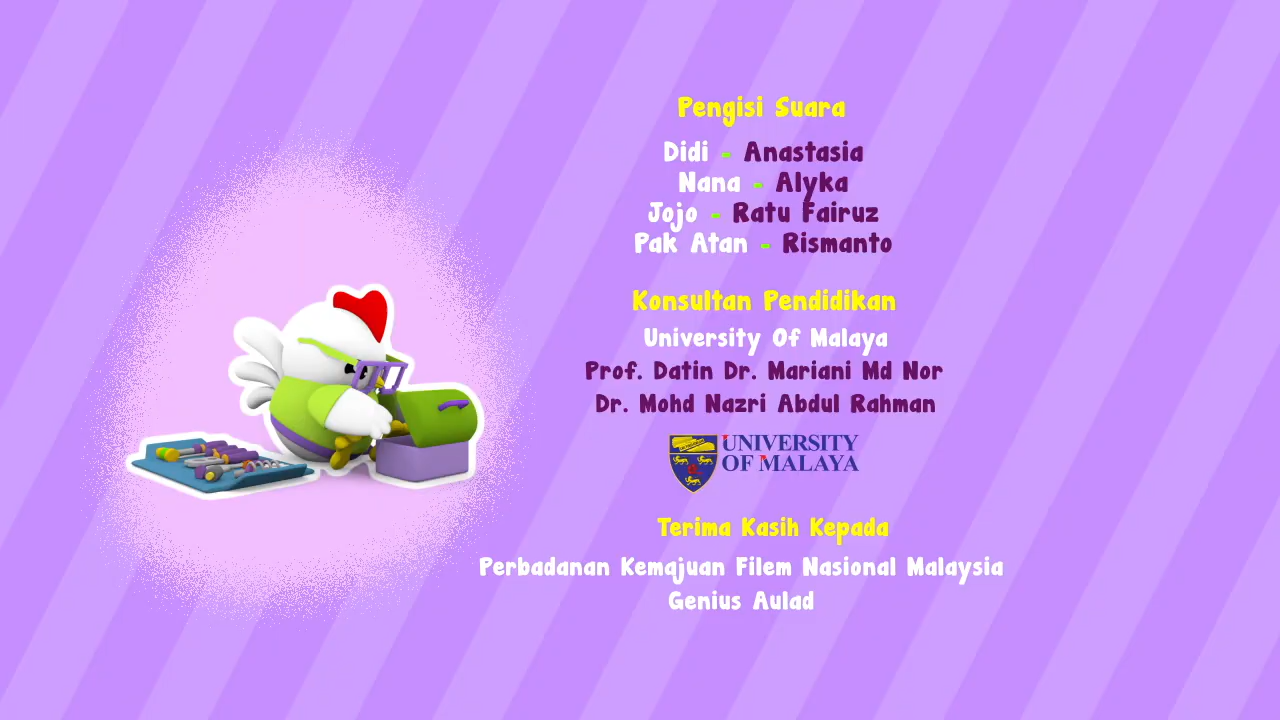 Pengisi Suara
Didi - Anastasia
Nana - Alyka
Jojo - Ratu Fairuz
Pak Atan - Rismanto
Konsultan Pendidikan
University Of Malaya
Prof. Datin Dr. Mariani Md Nor
Dr. Mohd Nazri Abdul Rahman
UNIVERSITY
OF MALAYA
Terima Kasih Kepada
Perbadanan Kemajuan Filem Nasional Malaysia
Genius Aulad